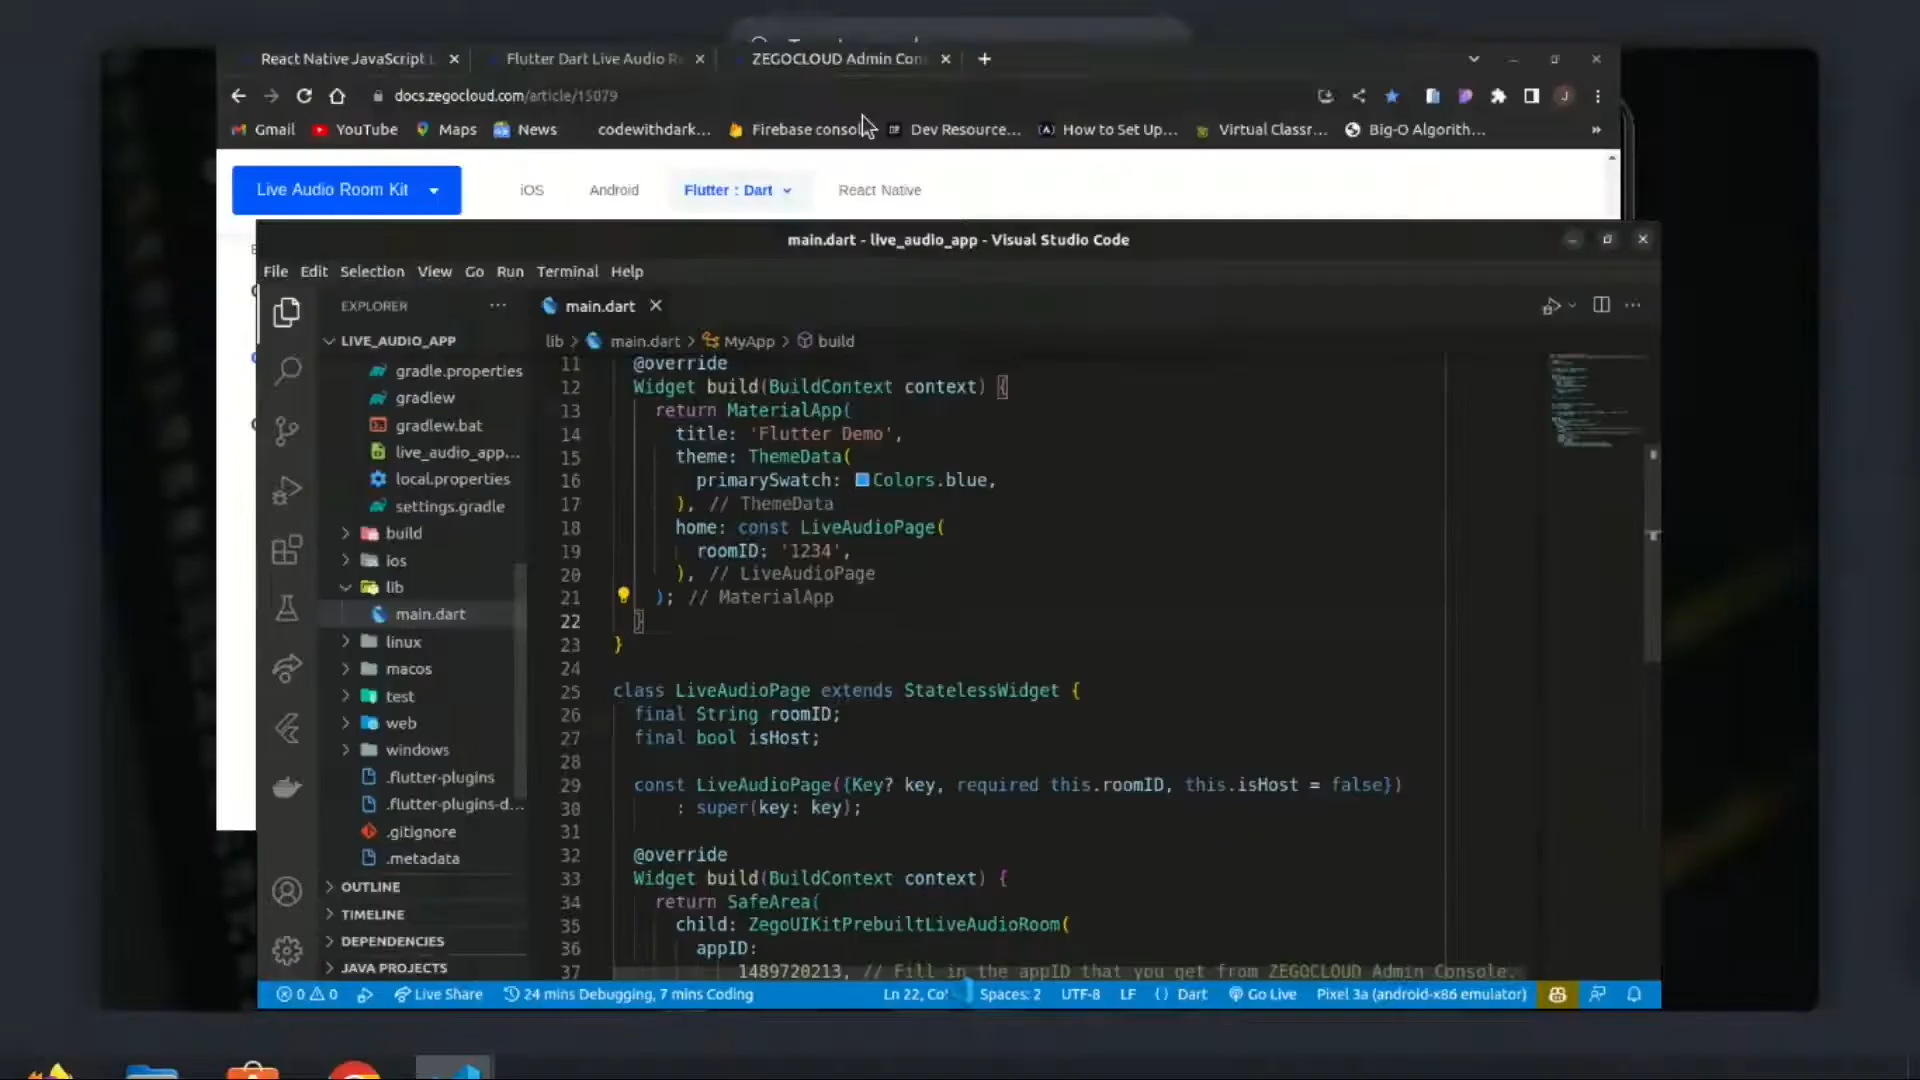 React Native JavaScript
Flutter Dart Live Audio R
ZEGOCLOUD Admin Con
docs.zegocloud.com/article/15079
Gmail
YouTube
Maps
News
codewithdark...
Firebase consol
Dev Resource...
How to Set Up...
Virtual Classr...
Big-O Algorith...
»
Live Audio Room Kit
iOS
Android
Flutter : Dart
React Native
main.dart - live_audio_app - Visual Studio Code
File Edit Selection View Go Run Terminal Help
EXPLORER
main.dart
LIVE_AUDIO_APP
lib > main.dart > MyApp > build
gradle.properties
gradlew
gradlew.bat
live_audio_app...
local.properties
settings.gradle
build
ios
lib
main.dart
linux
macos
test
web
windows
.flutter-plugins
.flutter-plugins-d...
.gitignore
.metadata
OUTLINE
TIMELINE
DEPENDENCIES
JAVA PROJECTS
11 @override
12 Widget build(BuildContext context) {
13 return MaterialApp(
14 title: 'Flutter Demo',
15 theme: ThemeData(
16 primarySwatch: Colors.blue,
17 ), // ThemeData
18 home: const LiveAudioPage(
19 roomID: '1234',
20 ), // LiveAudioPage
21 ); // MaterialApp
22 }
23 }
24
25 class LiveAudioPage extends StatelessWidget {
26 final String roomID;
27 final bool isHost;
28
29 const LiveAudioPage({Key? key, required this.roomID, this.isHost = false})
30 : super(key: key);
31
32 @override
33 Widget build(BuildContext context) {
34 return SafeArea(
35 child: ZegoUIKitPrebuiltLiveAudioRoom(
36 appID:
37 1489720213, // Fill in the appID that you get from ZEGOCLOUD Admin Console.
0 0
Live Share
24 mins Debugging, 7 mins Coding
Ln 22, Co
Spaces: 2
UTF-8
LF
Dart
Go Live
Pixel 3a (android-x86 emulator)